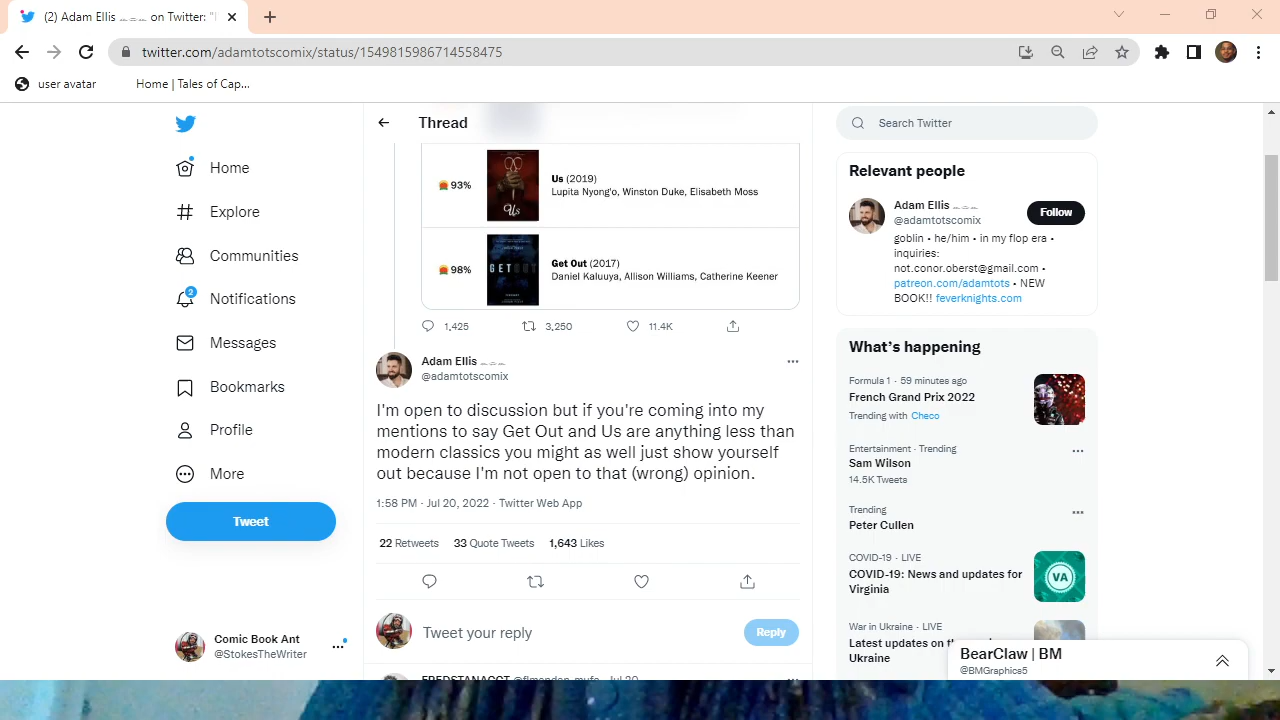 (2) Adam Ellis on Twitter: "
twitter.com/adamtotscomix/status/1549815986714558475
user avatar
Home | Tales of Cap...
Home
Explore
Communities
2
Notifications
Messages
Bookmarks
Profile
More
Tweet
Comic Book Ant
@StokesTheWriter
Thread
93%
Us
Us (2019)
Lupita Nyong'o, Winston Duke, Elisabeth Moss
98%
GET OUT
Get Out (2017)
Daniel Kaluuya, Allison Williams, Catherine Keener
1,425 3,250 11.4K
Adam Ellis
@adamtotscomix
I'm open to discussion but if you're coming into my
mentions to say Get Out and Us are anything less than
modern classics you might as well just show yourself
out because I'm not open to that (wrong) opinion.
1:58 PM · Jul 20, 2022 · Twitter Web App
22 Retweets 33 Quote Tweets 1,643 Likes
Tweet your reply
Reply
Jul 20
Search Twitter
Relevant people
Adam Ellis
@adamtotscomix
Follow
goblin • he/him • in my flop era •
inquiries:
not.conor.oberst@gmail.com •
patreon.com/adamtots • NEW
BOOK!! feverknights.com
What's happening
Formula 1 · 59 minutes ago
French Grand Prix 2022
Trending with Checo
Entertainment · Trending
Sam Wilson
14.5K Tweets
Trending
Peter Cullen
COVID-19 · LIVE
COVID-19: News and updates for
Virginia
VA
War in Ukraine · LIVE
Latest updates on
Ukraine
BearClaw | BM
@BMGraphics5